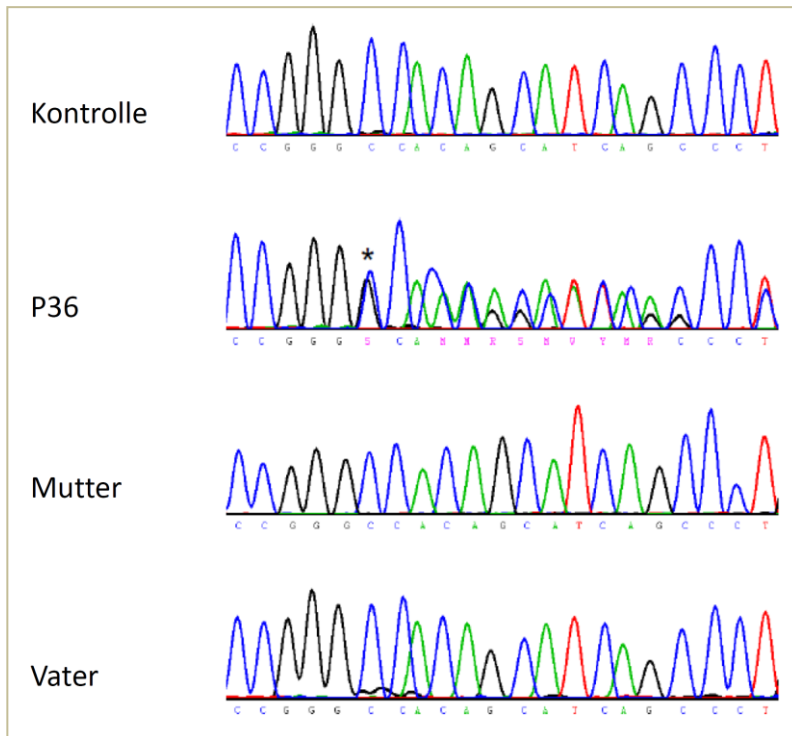 Kontrolle
C C G G G C C A C A G C A T C A G C C C T
*
P36
C C G G G S C A M M R S M W Y M R C C C T
Mutter
C C G G G C C A C A G C A T C A G C C C T
Vater
C C G G G C C A C A G C A T C A G C C C T